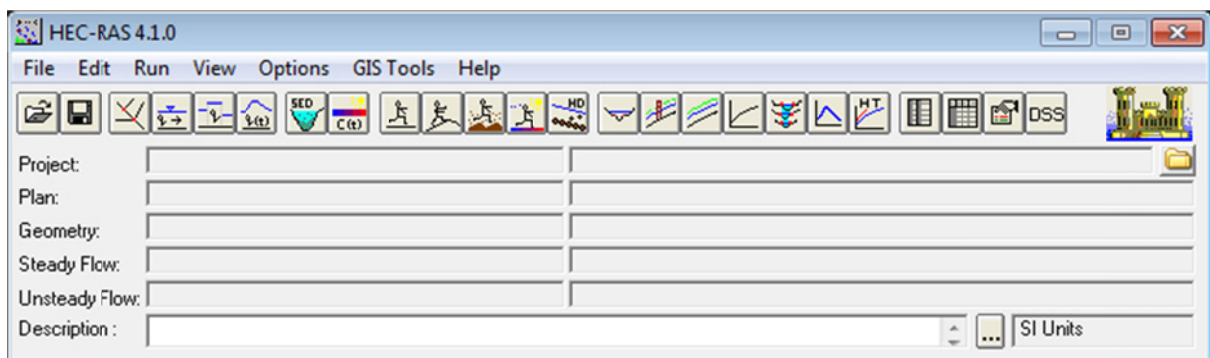 HEC-RAS 4.1.0
File Edit Run View Options GIS Tools Help
SED C(t) HD HT DSS
Project:
Plan:
Geometry:
Steady Flow:
Unsteady Flow:
Description : ... SI Units